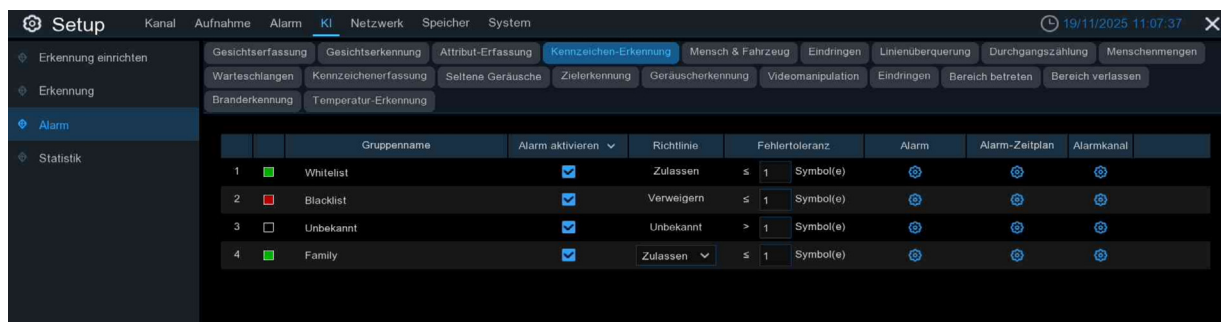 Setup Kanal Aufnahme Alarm KI Netzwerk Speicher System 19/11/2025 11:07:37
Erkennung einrichten
Erkennung
Alarm
Statistik
Gesichtserfassung Gesichtserkennung Attribut-Erfassung Kennzeichen-Erkennung Mensch & Fahrzeug Eindringen Linienüberquerung Durchgangszählung Menschenmengen
Warteschlangen Kennzeichenerfassung Seltene Geräusche Zielerkennung Geräuscherkennung Videomanipulation Eindringen Bereich betreten Bereich verlassen
Branderkennung Temperatur-Erkennung
Gruppenname Alarm aktivieren Richtlinie Fehlertoleranz Alarm Alarm-Zeitplan Alarmkanal
1 Whitelist Zulassen ≤ 1 Symbol(e)
2 Blacklist Verweigern ≤ 1 Symbol(e)
3 Unbekannt Unbekannt > 1 Symbol(e)
4 Family Zulassen ≤ 1 Symbol(e)